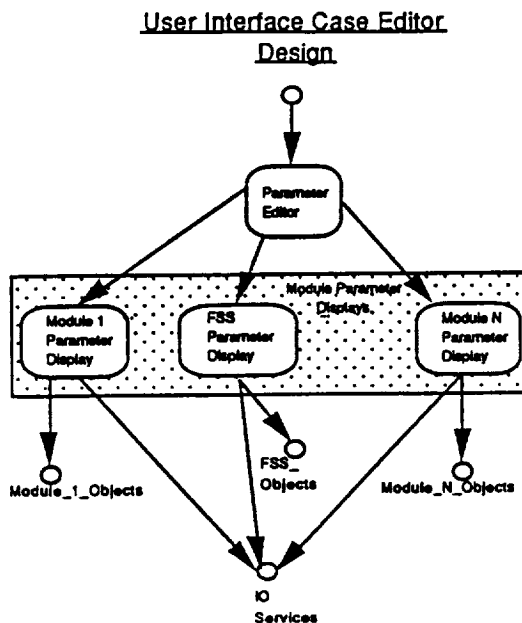 User Interface Case Editor
Design
Parameter
Editor
Module Parameter
Displays
Module 1
Parameter
Display
FSS
Parameter
Display
Module N
Parameter
Display
Module_1_Objects
FSS_
Objects
Module_N_Objects
IO
Services